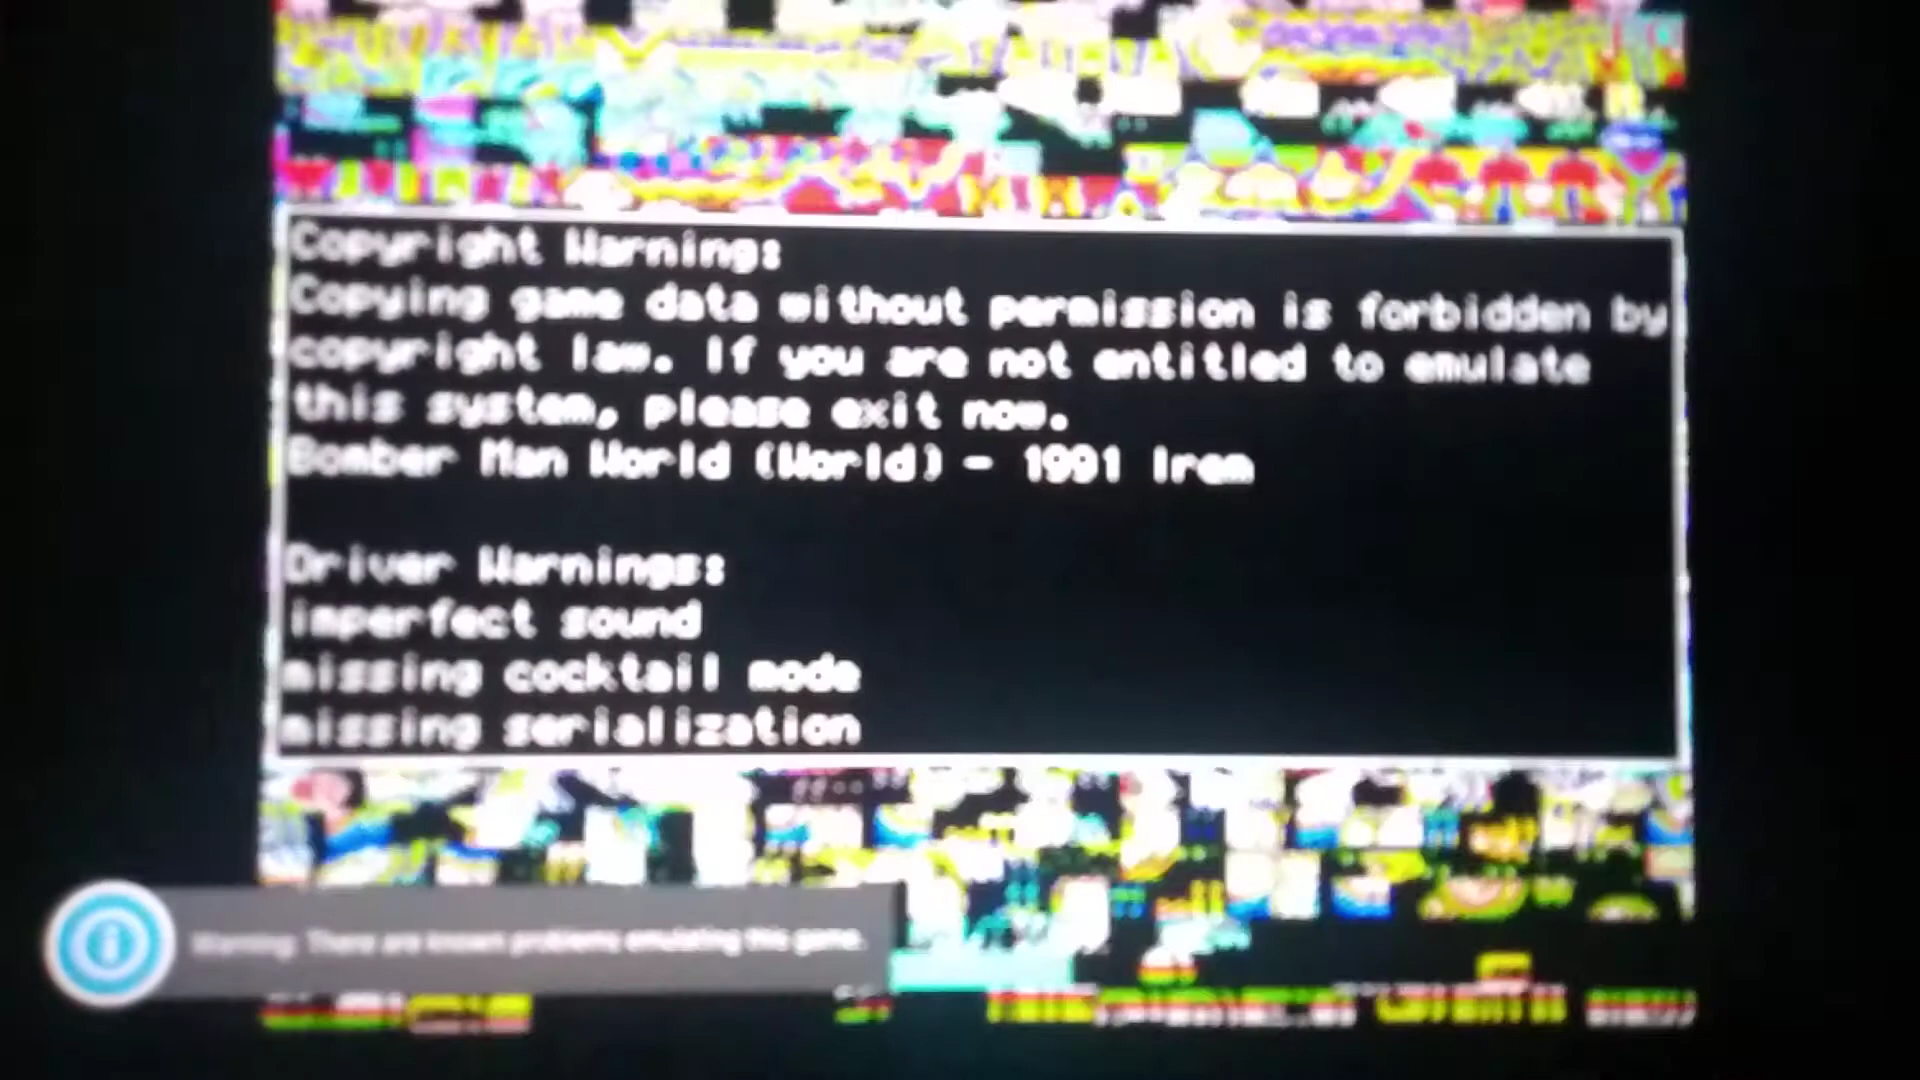 Copyright Warning:
Copying game data without permission is forbidden by
copyright law. If you are not entitled to emulate
this system, please exit now.
Bomber Man World (World) - 1991 Irem
Driver Warnings:
imperfect sound
missing cocktail mode
missing serialization
Warning: There are known problems emulating this game.